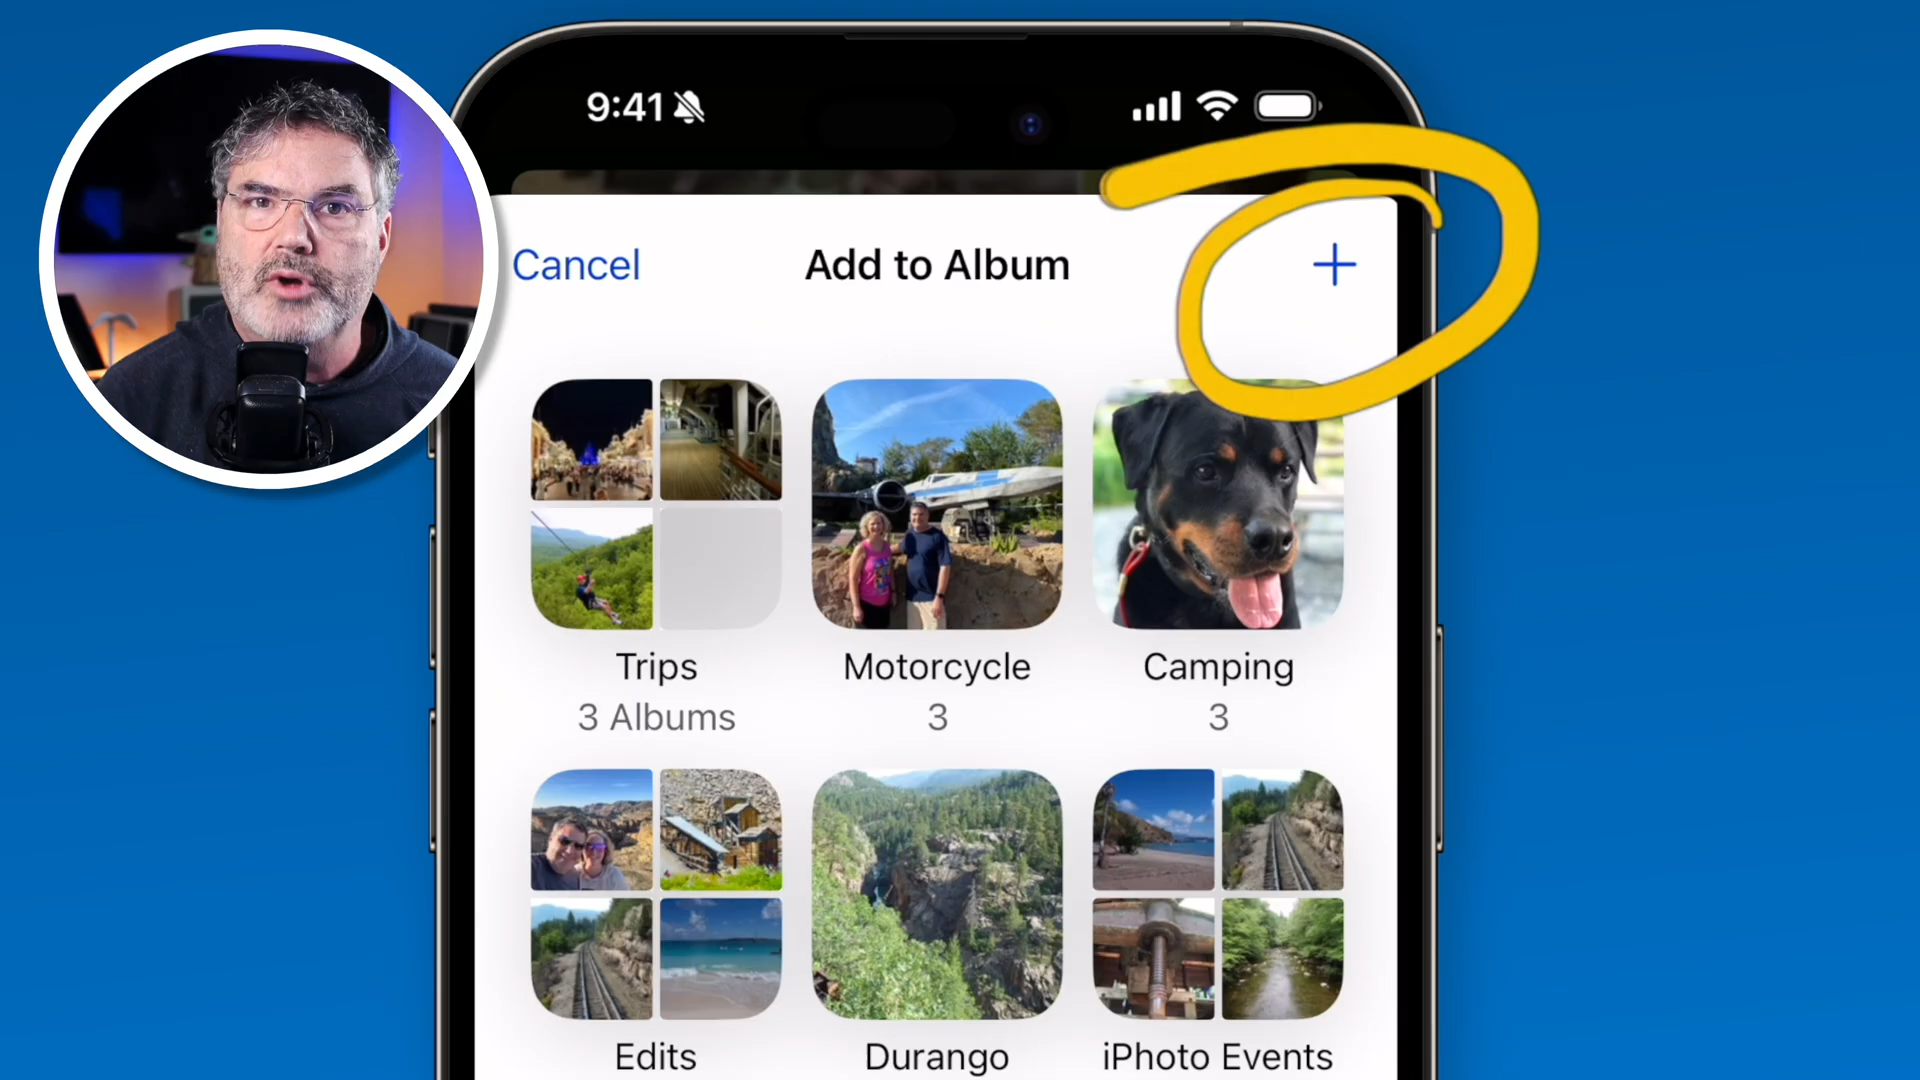 9:41
Cancel
Add to Album
+
Trips
Motorcycle
Camping
3 Albums
3
3
Edits
Durango
iPhoto Events